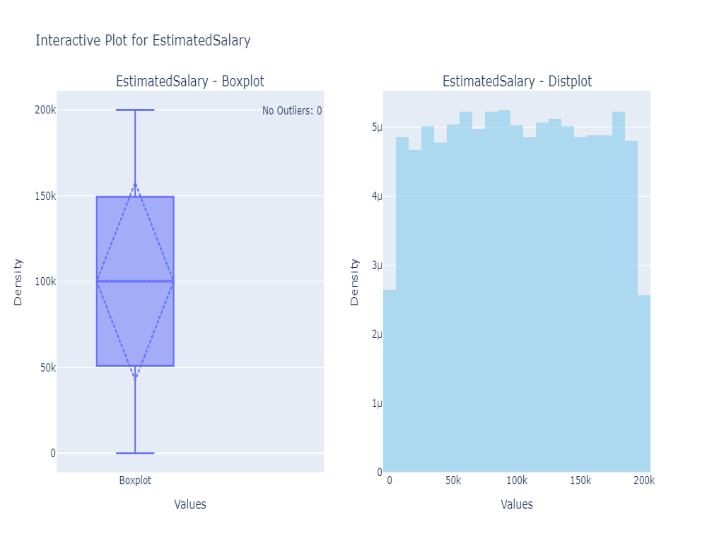 Interactive Plot for EstimatedSalary
EstimatedSalary - Boxplot
No Outliers: 0
200k
150k
100k
50k
0
Density
Boxplot
Values
EstimatedSalary - Distplot
5μ
4μ
3μ
2μ
1μ
0
Density
0 50k 100k 150k 200k
Values